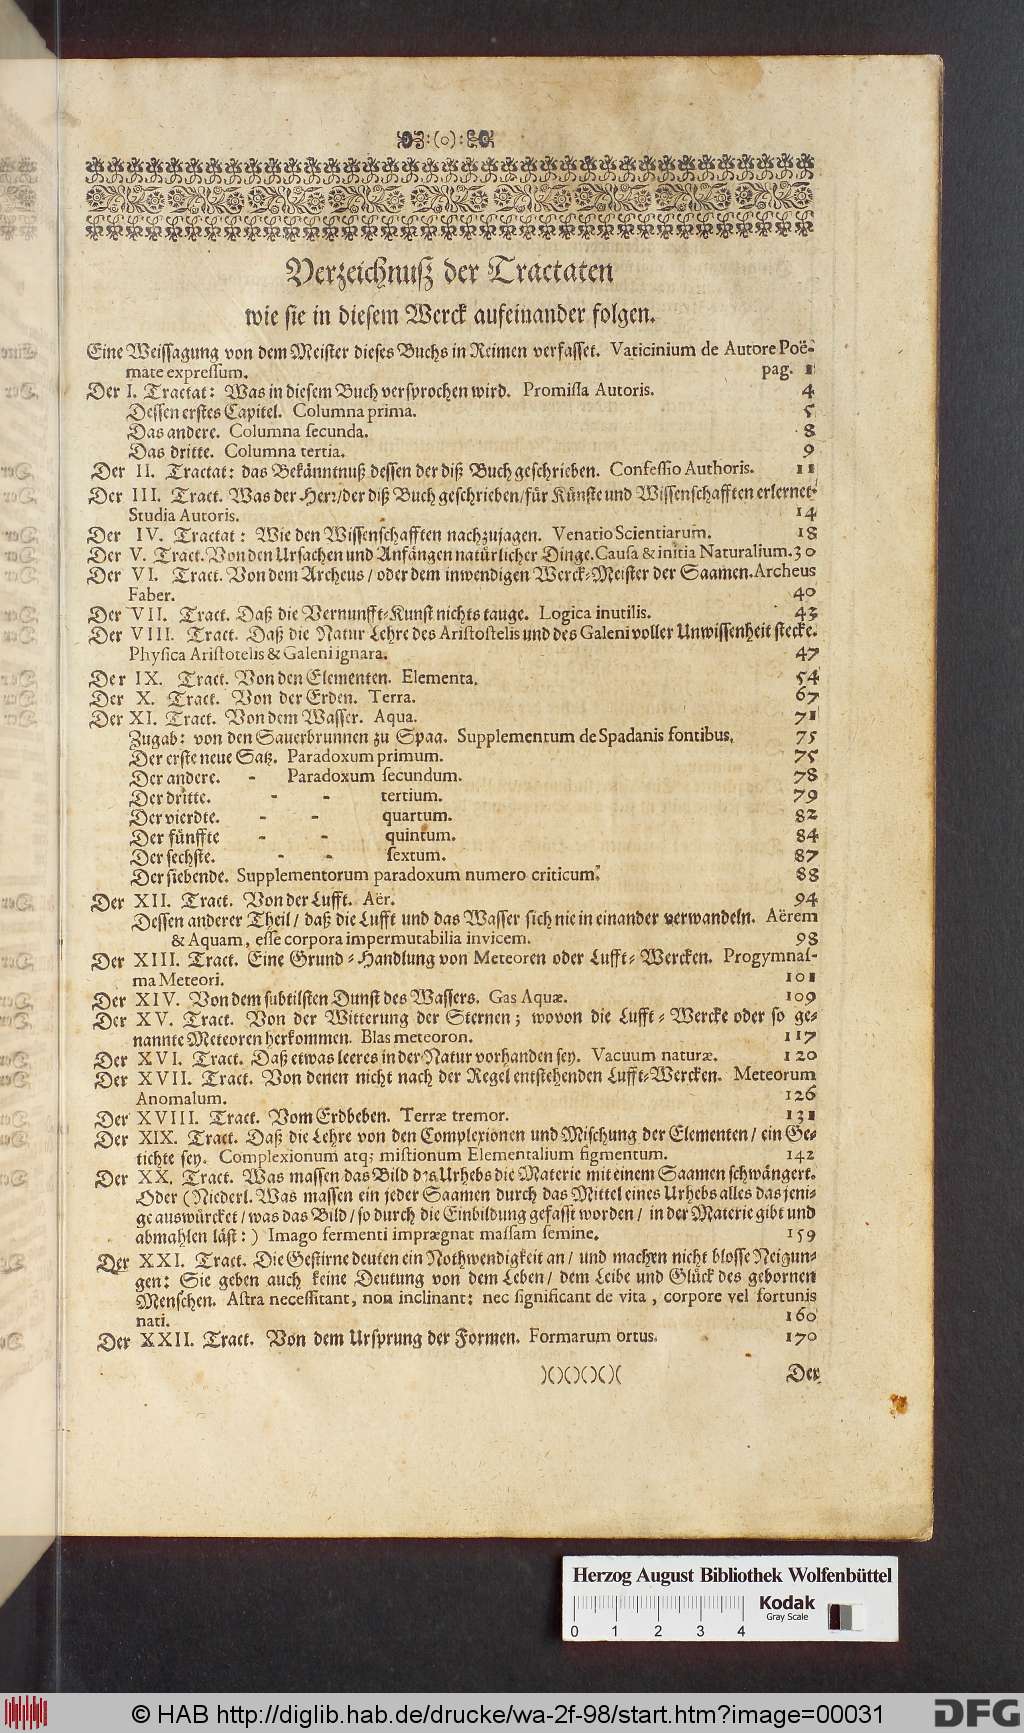 Verzeichnuß der Tractaten
wie sie in diesem Werck aufeinander folgen.
Eine Weissagung von dem Meister dieses Buchs in Reimen verfasset. Vaticinium de Autore Poë-
mate expressum. pag. 1
Der I. Tractat: Was in diesem Buch versprochen wird. Promissa Autoris. 4
Dessen erstes Capitel. Columna prima. 5
Das andere. Columna secunda. 8
Das dritte. Columna tertia. 9
Der II. Tractat: das Bekänntnuß dessen der diß Buch geschrieben. Confessio Authoris. 11
Der III. Tract. Was der Herr/der diß Buch geschrieben/für Künste und Wissenschafften erlernet.
Studia Autoris. 14
Der IV. Tractat: Wie den Wissenschafften nachzujagen. Venatio Scientiarum. 18
Der V. Tract. Von den Ursachen und Anfängen natürlicher Dinge. Causa & initia Naturalium. 30
Der VI. Tract. Von dem Archeus / oder dem inwendigen Werck-Meister der Saamen. Archeus
Faber. 40
Der VII. Tract. Daß die Vernunfft-Kunst nichts tauge. Logica inutilis. 43
Der VIII. Tract. Daß die Natur Lehre des Aristostelis und des Galeni voller Unwissenheit stecke.
Physica Aristotelis & Galeni ignara. 47
Der IX. Tract. Von den Elementen. Elementa. 54
Der X. Tract. Von der Erden. Terra. 67
Der XI. Tract. Von dem Wasser. Aqua. 71
Zugab: von den Sauerbrunnen zu Spaa. Supplementum de Spadanis fontibus. 75
Der erste neue Satz. Paradoxum primum. 75
Der andere. - Paradoxum secundum. 78
Der dritte. - - tertium. 79
Der vierdte. - - quartum. 82
Der fünffte - - quintum. 84
Der sechste. - - sextum. 87
Der siebende. Supplementorum paradoxum numero criticum. 88
Der XII. Tract. Von der Lufft. Aër. 94
Dessen anderer Theil / daß die Lufft und das Wasser sich nie in einander verwandeln. Aërem
& Aquam, esse corpora impermutabilia invicem. 98
Der XIII. Tract. Eine Grund-Handlung von Meteoren oder Lufft-Wercken. Progymnas-
ma Meteori. 101
Der XIV. Von dem subtilsten Dunst des Wassers. Gas Aquæ. 109
Der XV. Tract. Von der Witterung der Sternen; wovon die Lufft-Wercke oder so ge-
nannte Meteoren herkommen. Blas meteoron. 117
Der XVI. Tract. Daß etwas leeres in der Natur vorhanden sey. Vacuum naturæ. 120
Der XVII. Tract. Von denen nicht nach der Regel entstehenden Lufft-Wercken. Meteorum
Anomalum. 126
Der XVIII. Tract. Vom Erdbeben. Terræ tremor. 131
Der XIX. Tract. Daß die Lehre von den Complexionen und Mischung der Elementen / ein Ge-
tichte sey. Complexionum atq; mistionum Elementalium figmentum. 142
Der XX. Tract. Was massen das Bild des Urhebs die Materie mit einem Saamen schwängert.
Oder (Niederl. Was massen ein jeder Saamen durch das Mittel eines Urhebs alles das jeni-
ge auswürcket / was das Bild / so durch die Einbildung gefasst worden / in der Materie gibt und
abmahlen läst:) Imago fermenti imprægnat massam semine. 159
Der XXI. Tract. Die Gestirne deuten ein Nothwendigkeit an / und machen nicht blosse Neigun-
gen: Sie geben auch keine Deutung von dem Leben / dem Leibe und Glück des gebornen
Menschen. Astra necessitant, non inclinant: nec significant de vita, corpore vel fortunis
nati. 160
Der XXII. Tract. Von dem Ursprung der Formen. Formarum ortus. 170
Der
Herzog August Bibliothek Wolfenbüttel
Kodak
Gray Scale
0 1 2 3 4
© HAB http://diglib.hab.de/drucke/wa-2f-98/start.htm?image=00031
DFG